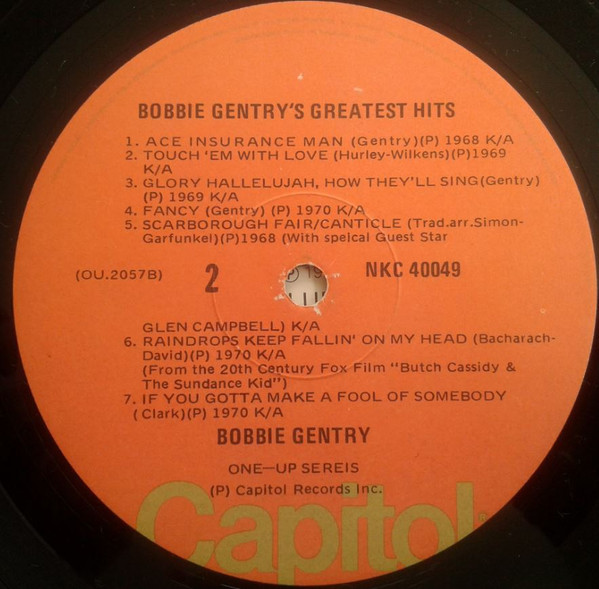 BOBBIE GENTRY'S GREATEST HITS
1. ACE INSURANCE MAN (Gentry)(P) 1968 K/A
2. TOUCH 'EM WITH LOVE (Hurley-Wilkens)(P)1969
K/A
3. GLORY HALLELUJAH, HOW THEY'LL SING(Gentry)
(P) 1969 K/A
4. FANCY (Gentry) (P) 1970 K/A
5. SCARBOROUGH FAIR/CANTICLE (Trad.arr.Simon-
Garfunkel)(P)1968 (With speical Guest Star
(OU.2057B) 2 NKC 40049
GLEN CAMPBELL) K/A
6. RAINDROPS KEEP FALLIN' ON MY HEAD (Bacharach-
David)(P) 1970 K/A
(From the 20th Century Fox Film "Butch Cassidy &
The Sundance Kid")
7. IF YOU GOTTA MAKE A FOOL OF SOMEBODY
(Clark)(P) 1970 K/A
BOBBIE GENTRY
ONE—UP SEREIS
(P) Capitol Records Inc.
Capitol